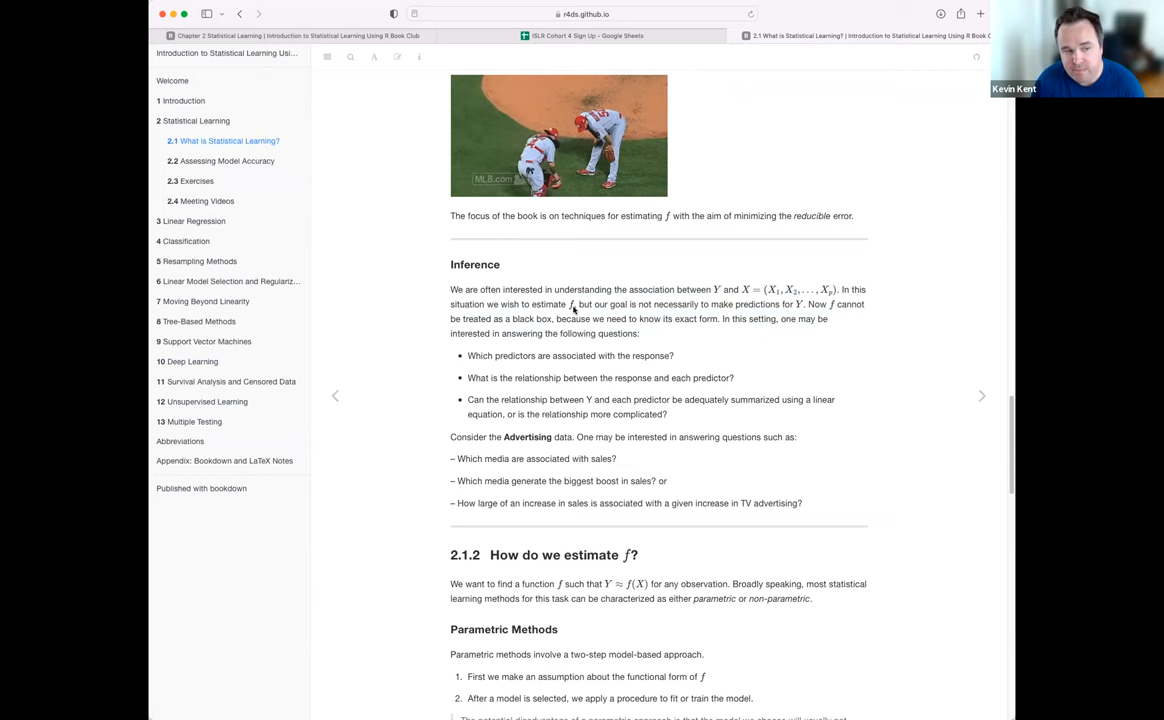 r4ds.github.io
Chapter 2 Statistical Learning | Introduction to Statistical Learning Using R Book Club
ISLR Cohort 4 Sign Up - Google Sheets
2.1 What is Statistical Learning? | Introduction to Statistical Learning Using R Book C
Kevin Kent
Introduction to Statistical Learning Usi...
Welcome
1 Introduction
2 Statistical Learning
2.1 What is Statistical Learning?
2.2 Assessing Model Accuracy
2.3 Exercises
2.4 Meeting Videos
3 Linear Regression
4 Classification
5 Resampling Methods
6 Linear Model Selection and Regulariz...
7 Moving Beyond Linearity
8 Tree-Based Methods
9 Support Vector Machines
10 Deep Learning
11 Survival Analysis and Censored Data
12 Unsupervised Learning
13 Multiple Testing
Abbreviations
Appendix: Bookdown and LaTeX Notes
Published with bookdown
MLB.com
The focus of the book is on techniques for estimating f with the aim of minimizing the reducible error.
Inference
We are often interested in understanding the association between Y and X = (X₁, X₂, . . . , Xₚ). In this
situation we wish to estimate f, but our goal is not necessarily to make predictions for Y. Now f cannot
be treated as a black box, because we need to know its exact form. In this setting, one may be
interested in answering the following questions:
• Which predictors are associated with the response?
• What is the relationship between the response and each predictor?
• Can the relationship between Y and each predictor be adequately summarized using a linear
equation, or is the relationship more complicated?
Consider the Advertising data. One may be interested in answering questions such as:
– Which media are associated with sales?
– Which media generate the biggest boost in sales? or
– How large of an increase in sales is associated with a given increase in TV advertising?
2.1.2 How do we estimate f?
We want to find a function f such that Y ≈ f(X) for any observation. Broadly speaking, most statistical
learning methods for this task can be characterized as either parametric or non-parametric.
Parametric Methods
Parametric methods involve a two-step model-based approach.
1. First we make an assumption about the functional form of f
2. After a model is selected, we apply a procedure to fit or train the model.
The potential disadvantage of a parametric approach is that the model we choose will usually not